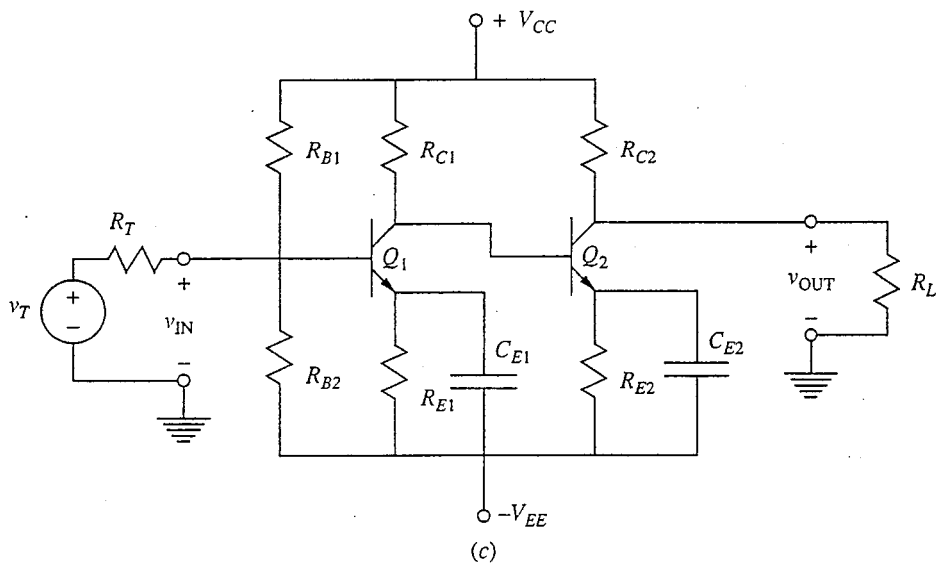 + V_CC
R_B1
R_C1
R_C2
R_T
Q_1
Q_2
+
v_T
+
−
v_IN
+
v_OUT
R_L
−
−
C_E1
C_E2
R_B2
R_E1
R_E2
−V_EE
(c)